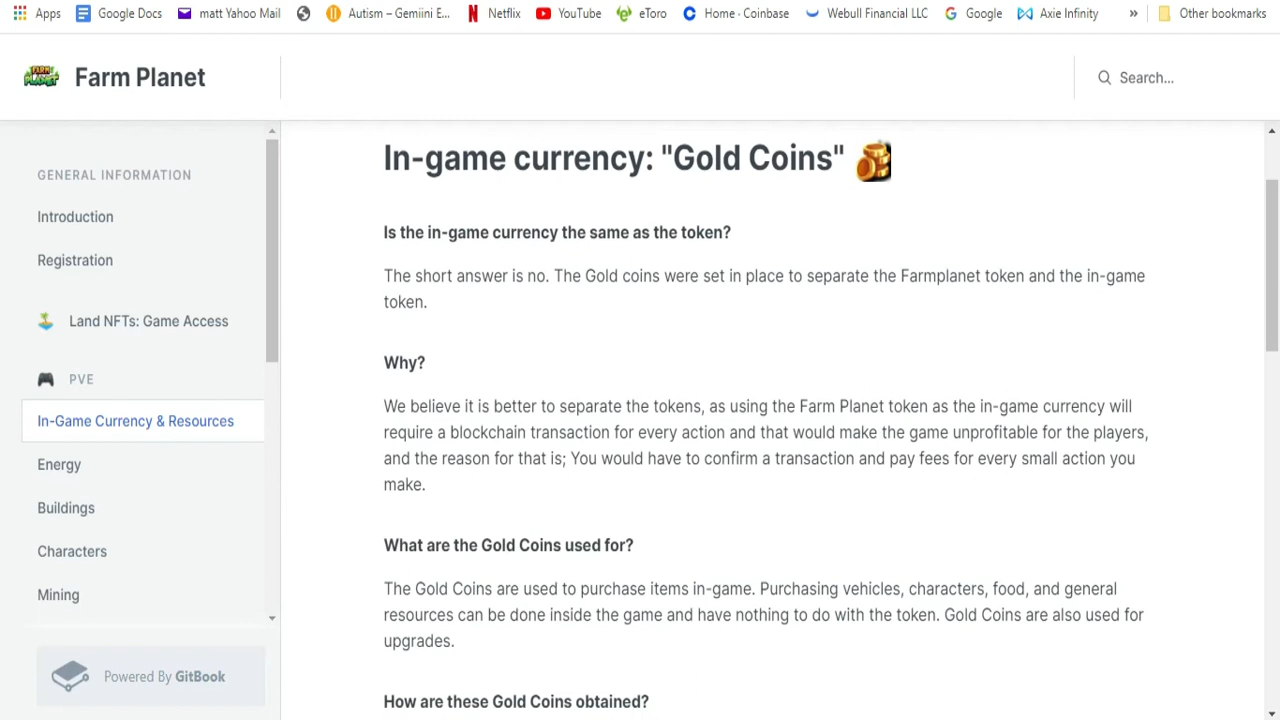 Apps Google Docs matt Yahoo Mail Autism – Gemiini E... Netflix YouTube eToro Home · Coinbase Webull Financial LLC Google Axie Infinity » Other bookmarks
FARM PLANET Farm Planet Search...
GENERAL INFORMATION
Introduction
Registration
Land NFTs: Game Access
PVE
In-Game Currency & Resources
Energy
Buildings
Characters
Mining
Powered By GitBook
In-game currency: "Gold Coins"
Is the in-game currency the same as the token?
The short answer is no. The Gold coins were set in place to separate the Farmplanet token and the in-game
token.
Why?
We believe it is better to separate the tokens, as using the Farm Planet token as the in-game currency will
require a blockchain transaction for every action and that would make the game unprofitable for the players,
and the reason for that is; You would have to confirm a transaction and pay fees for every small action you
make.
What are the Gold Coins used for?
The Gold Coins are used to purchase items in-game. Purchasing vehicles, characters, food, and general
resources can be done inside the game and have nothing to do with the token. Gold Coins are also used for
upgrades.
How are these Gold Coins obtained?